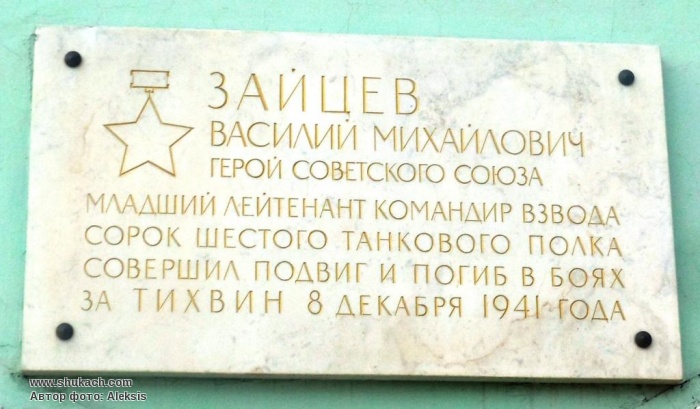 ЗАЙЦЕВ
ВАСИЛИЙ МИХАЙЛОВИЧ
ГЕРОЙ СОВЕТСКОГО СОЮЗА
МЛАДШИЙ ЛЕЙТЕНАНТ КОМАНДИР ВЗВОДА
СОРОК ШЕСТОГО ТАНКОВОГО ПОЛКА
СОВЕРШИЛ ПОДВИГ И ПОГИБ В БОЯХ
ЗА ТИХВИН 8 ДЕКАБРЯ 1941 ГОДА
www.shukach.com
Автор фото: Aleksis